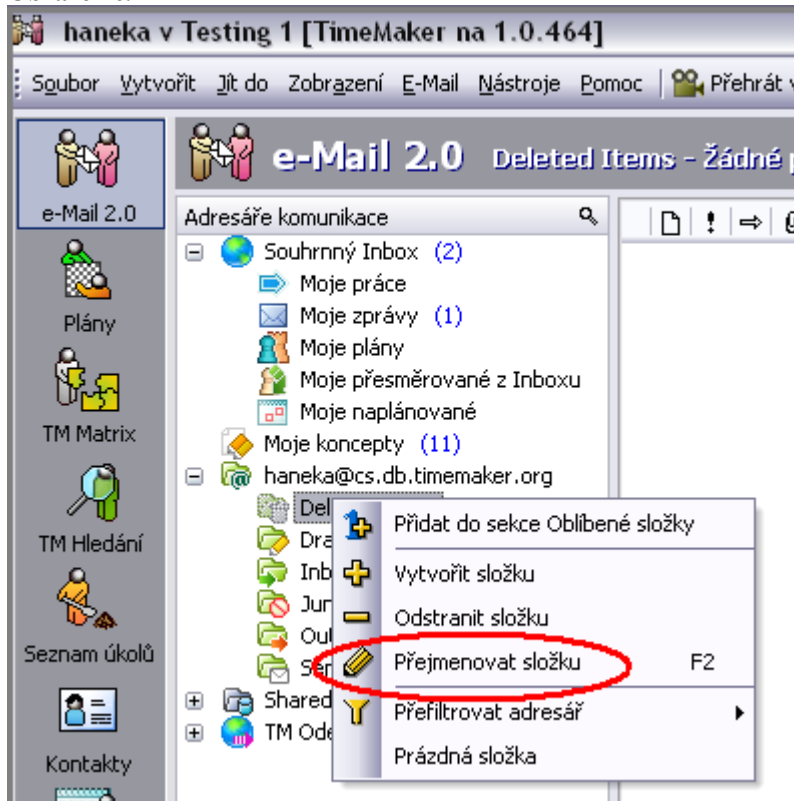 haneka v Testing 1 [TimeMaker na 1.0.464]
Soubor Vytvořit Jít do Zobrazení E-Mail Nástroje Pomoc Přehrát v
e-Mail 2.0 Deleted Items - Žádné
e-Mail 2.0
Plány
TM Matrix
TM Hledání
Seznam úkolů
Kontakty
Adresáře komunikace
Souhrnný Inbox (2)
Moje práce
Moje zprávy (1)
Moje plány
Moje přesměrované z Inboxu
Moje naplánované
Moje koncepty (11)
haneka@cs.db.timemaker.org
Del
Dra
Inb
Jun
Out
Sen
Shared
TM Ode
Přidat do sekce Oblíbené složky
Vytvořit složku
Odstranit složku
Přejmenovat složku F2
Přefiltrovat adresář
Prázdná složka